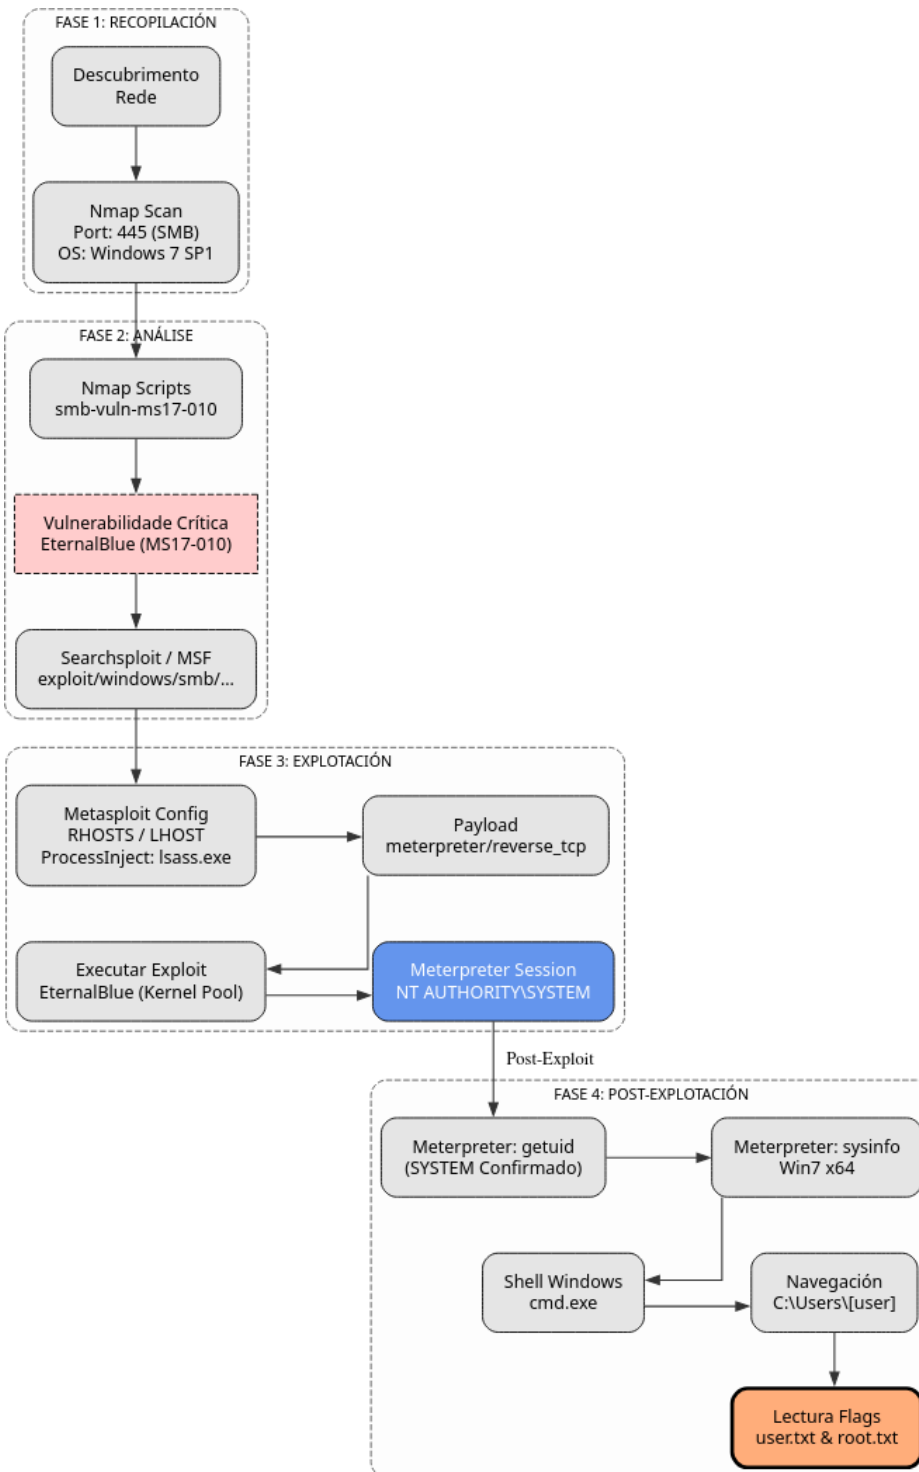 FASE 1: RECOPILACIÓN
Descubrimento
Rede
Nmap Scan
Port: 445 (SMB)
OS: Windows 7 SP1
FASE 2: ANÁLISE
Nmap Scripts
smb-vuln-ms17-010
Vulnerabilidade Crítica
EternalBlue (MS17-010)
Searchsploit / MSF
exploit/windows/smb/...
FASE 3: EXPLOTACIÓN
Metasploit Config
RHOSTS / LHOST
ProcessInject: lsass.exe
Payload
meterpreter/reverse_tcp
Executar Exploit
EternalBlue (Kernel Pool)
Meterpreter Session
NT AUTHORITY\SYSTEM
Post-Exploit
FASE 4: POST-EXPLOTACIÓN
Meterpreter: getuid
(SYSTEM Confirmado)
Meterpreter: sysinfo
Win7 x64
Shell Windows
cmd.exe
Navegación
C:\Users\[user]
Lectura Flags
user.txt & root.txt